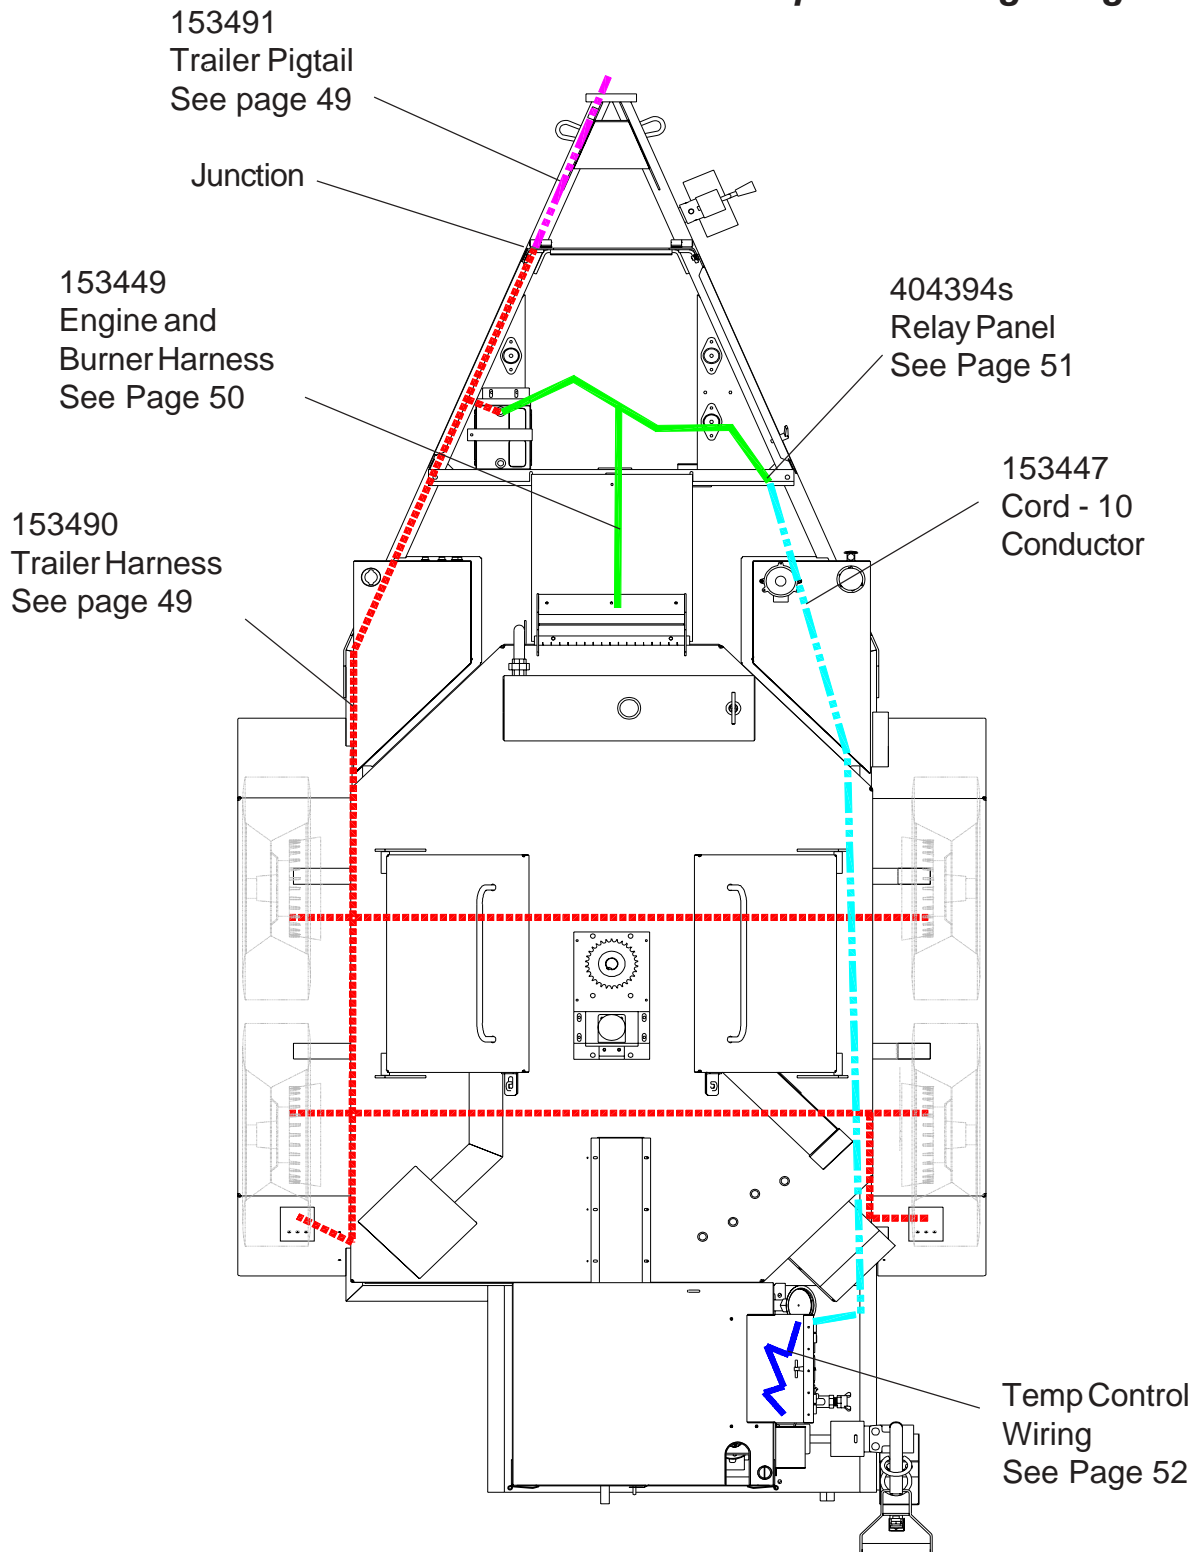 153491
Trailer Pigtail
See page 49
Junction
153449
Engine and
Burner Harness
See Page 50
404394s
Relay Panel
See Page 51
153447
Cord - 10
Conductor
153490
Trailer Harness
See page 49
Temp Control
Wiring
See Page 52